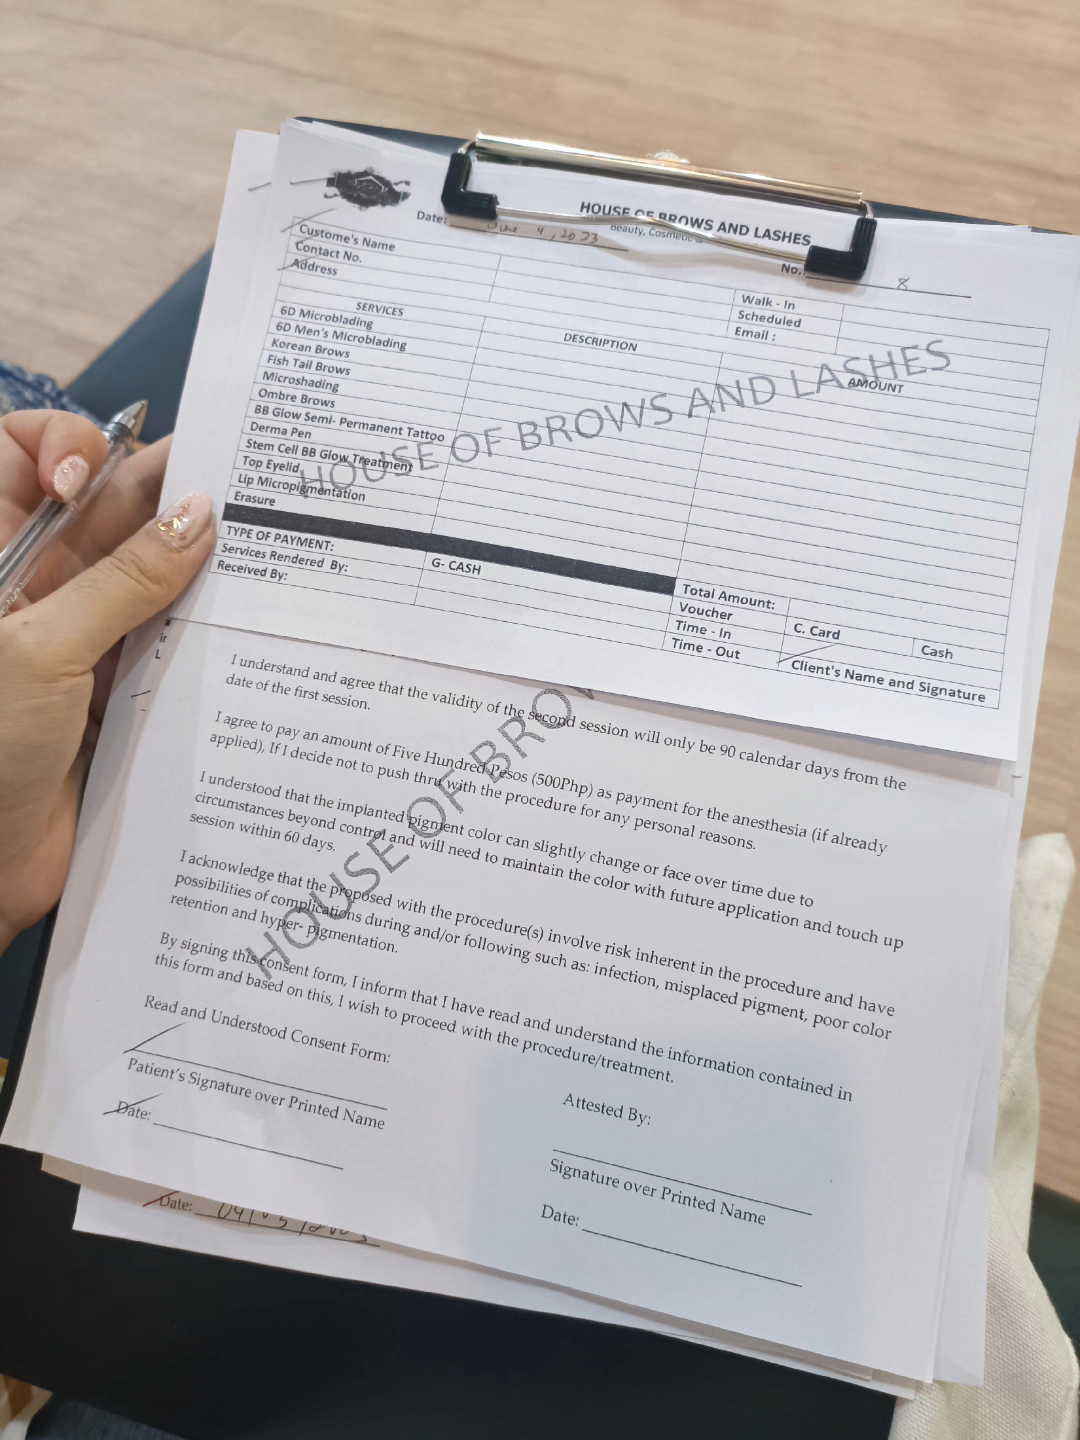 HOUSE OF BROWS AND LASHES
Beauty, Cosmetic
Date: June 4, 2023
No. 8
Custome's Name
Contact No.
Address
Walk - In
Scheduled
Email :
SERVICES DESCRIPTION AMOUNT
6D Microblading
6D Men's Microblading
Korean Brows
Fish Tail Brows
Microshading
Ombre Brows
BB Glow Semi- Permanent Tattoo
Derma Pen
Stem Cell BB Glow Treatment
Top Eyelid
Lip Micropigmentation
Erasure
HOUSE OF BROWS AND LASHES
TYPE OF PAYMENT: G- CASH
Services Rendered By:
Received By:
Total Amount:
Voucher C. Card Cash
Time - In
Time - Out Client's Name and Signature
I understand and agree that the validity of the second session will only be 90 calendar days from the
date of the first session.
I agree to pay an amount of Five Hundred Pesos (500Php) as payment for the anesthesia (if already
applied), If I decide not to push thru with the procedure for any personal reasons.
I understood that the implanted pigment color can slightly change or face over time due to
circumstances beyond control and will need to maintain the color with future application and touch up
session within 60 days.
I acknowledge that the proposed with the procedure(s) involve risk inherent in the procedure and have
possibilities of complications during and/or following such as: infection, misplaced pigment, poor color
retention and hyper- pigmentation.
By signing this consent form, I inform that I have read and understand the information contained in
this form and based on this, I wish to proceed with the procedure/treatment.
HOUSE OF BROW
Read and Understood Consent Form:
Patient's Signature over Printed Name
Date:
Attested By:
Signature over Printed Name
Date:
Date: